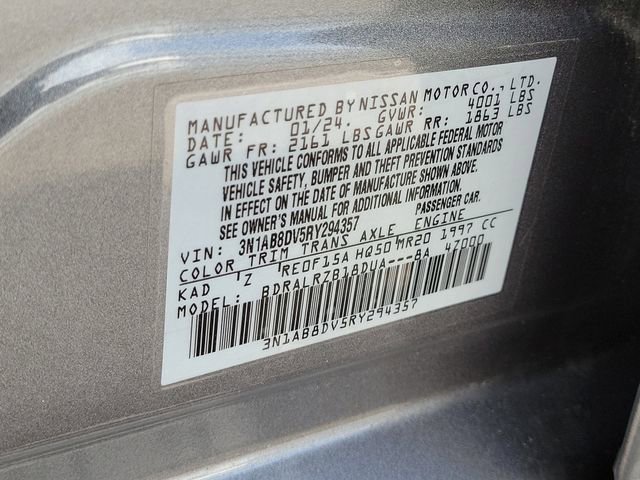 MANUFACTURED BY NISSAN MOTOR CO., LTD.
DATE: 01/24. GVWR: 4001 LBS
GAWR FR: 2161 LBS GAWR RR: 1863 LBS
THIS VEHICLE CONFORMS TO ALL APPLICABLE FEDERAL MOTOR
VEHICLE SAFETY, BUMPER AND THEFT PREVENTION STANDARDS
IN EFFECT ON THE DATE OF MANUFACTURE SHOWN ABOVE.
SEE OWNER'S MANUAL FOR ADDITIONAL INFORMATION.
VIN: 3N1AB8DV5RY294357 PASSENGER CAR.
COLOR TRIM TRANS AXLE ENGINE
KAD Z RE0F15A HQ50 MR20 1997 CC
MODEL: BDRALRZB18DUA---8A 4Z000
3N1AB8DV5RY294357